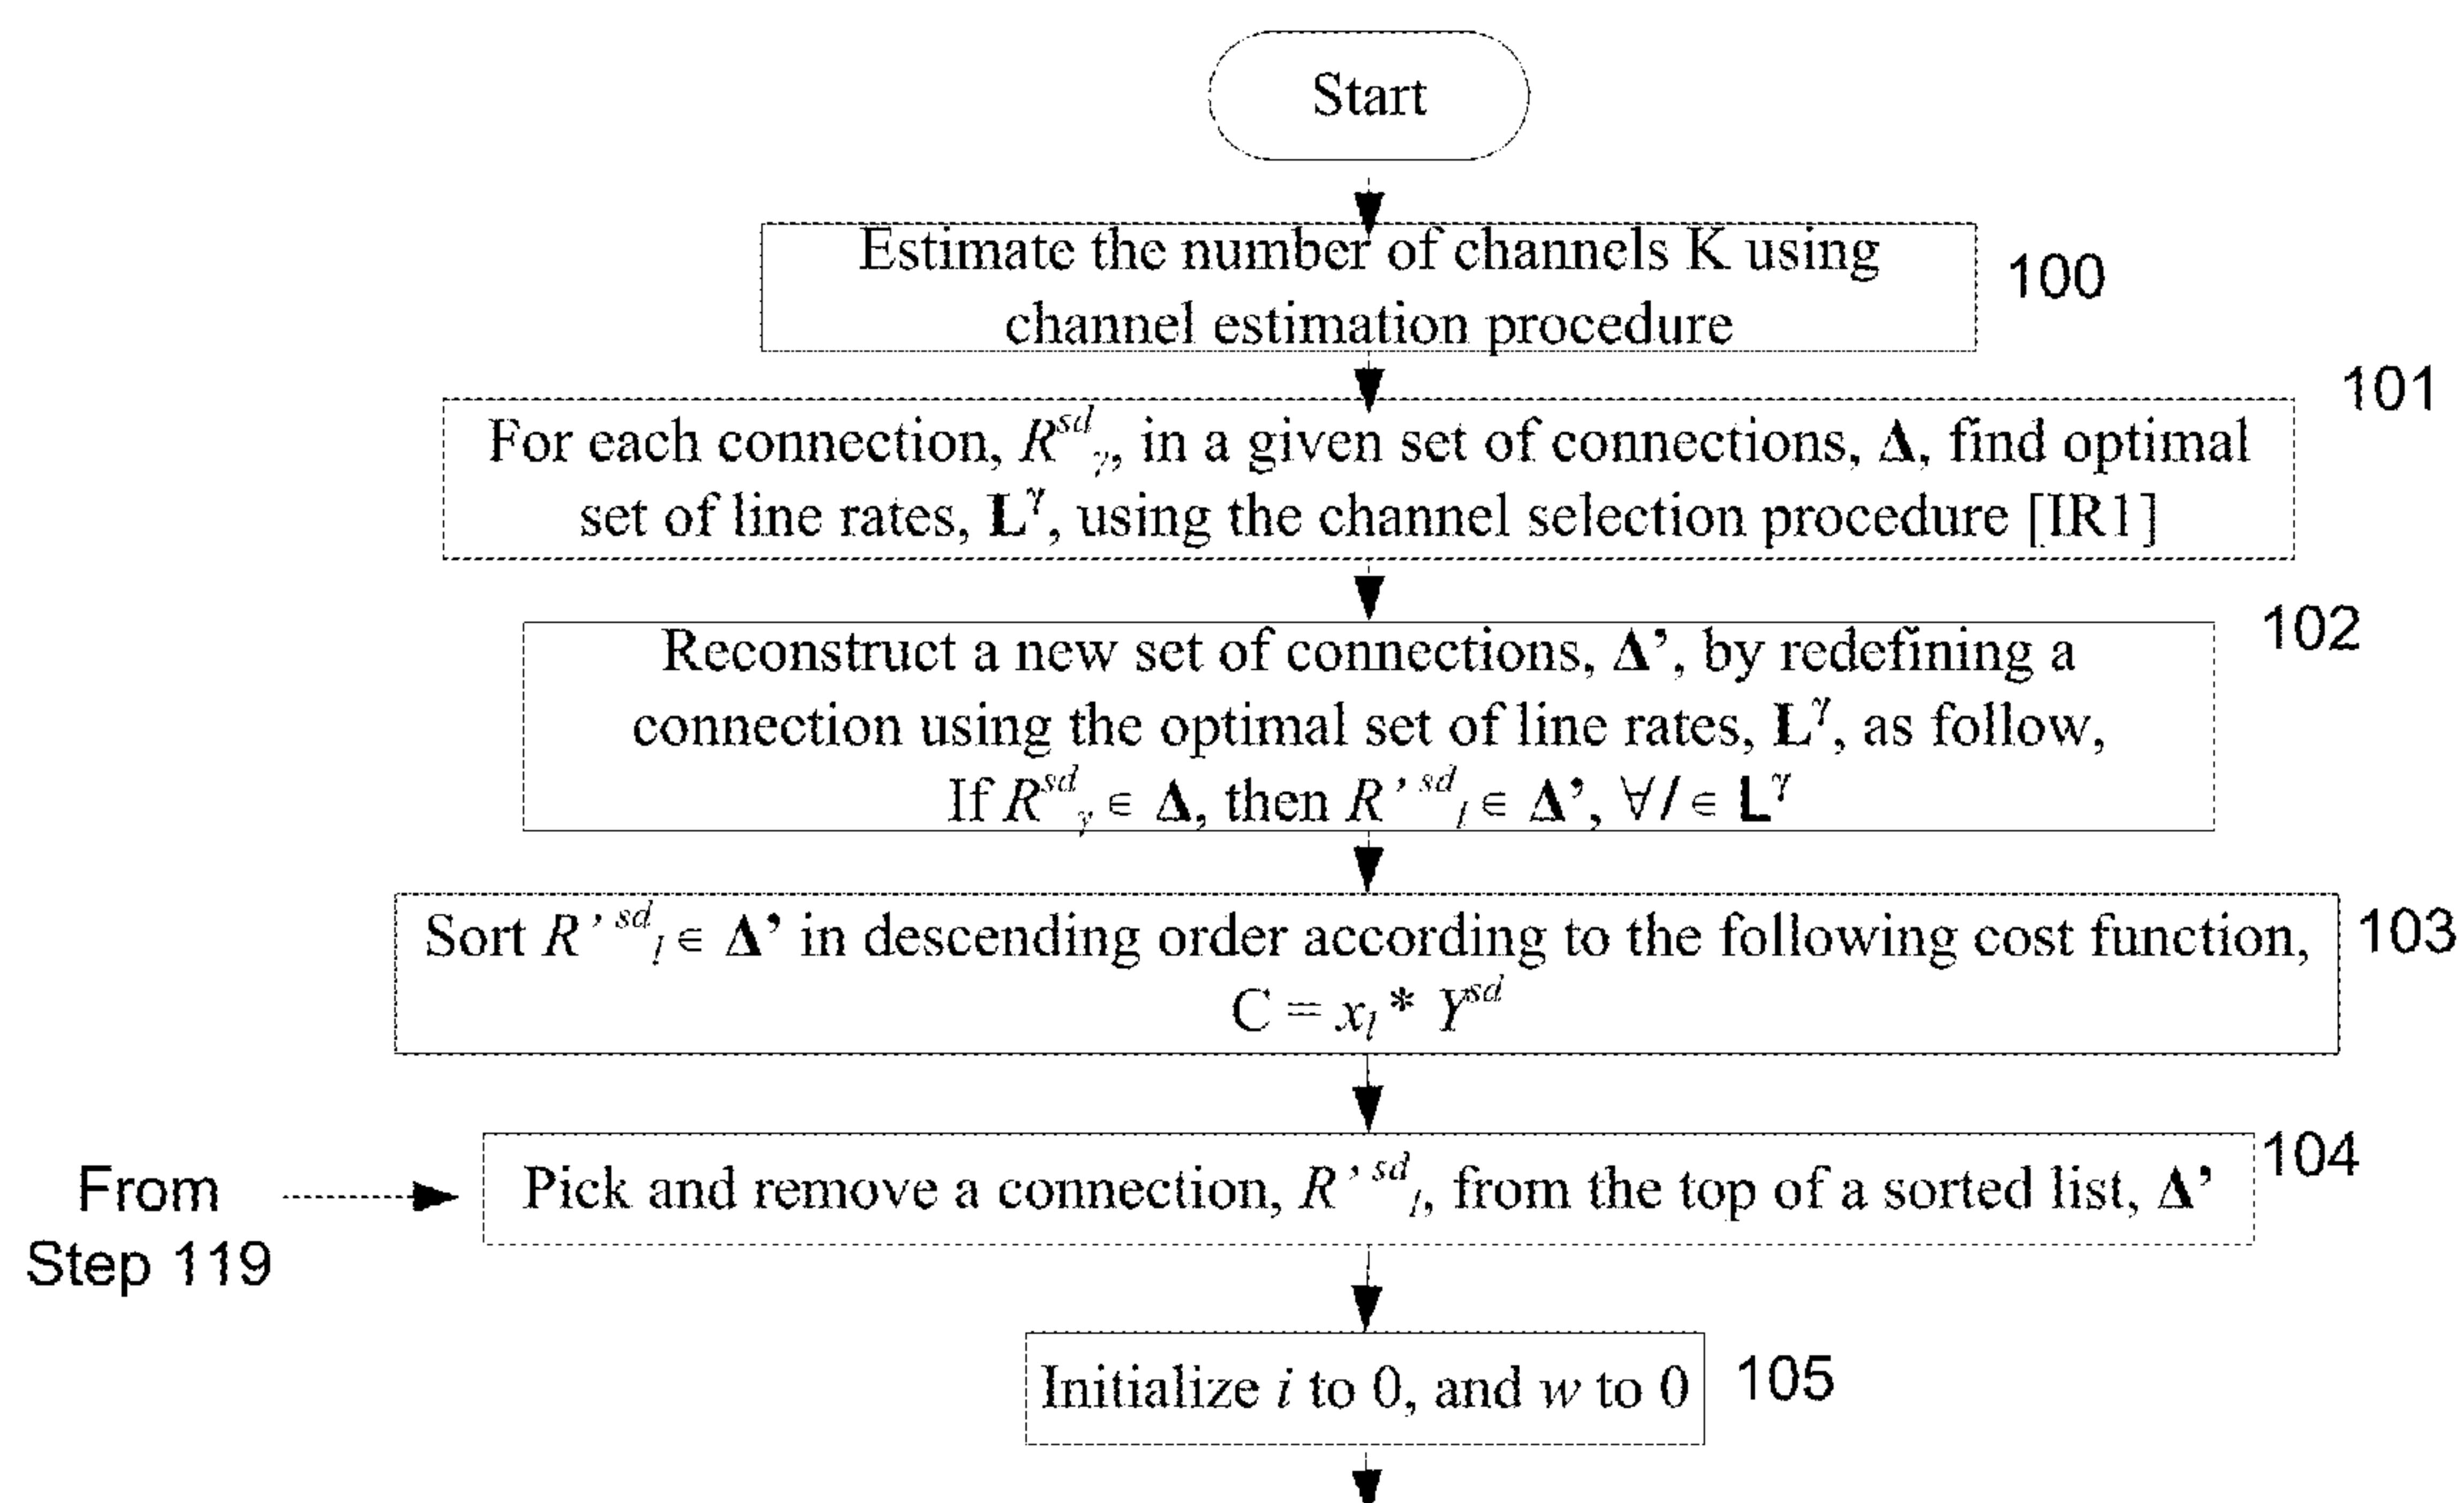 Start
Estimate the number of channels K using
channel estimation procedure
100
101
For each connection, R^sd_γ, in a given set of connections, Δ, find optimal
set of line rates, L^γ, using the channel selection procedure [IR1]
102
Reconstruct a new set of connections, Δ’, by redefining a
connection using the optimal set of line rates, L^γ, as follow,
If R^sd_γ ∈ Δ, then R’^sd_l ∈ Δ’, ∀l ∈ L^γ
Sort R’^sd_l ∈ Δ’ in descending order according to the following cost function,
103
C = x_l * Y^sd
104
From
Step 119
Pick and remove a connection, R’^sd_l, from the top of a sorted list, Δ’
Initialize i to 0, and w to 0
105